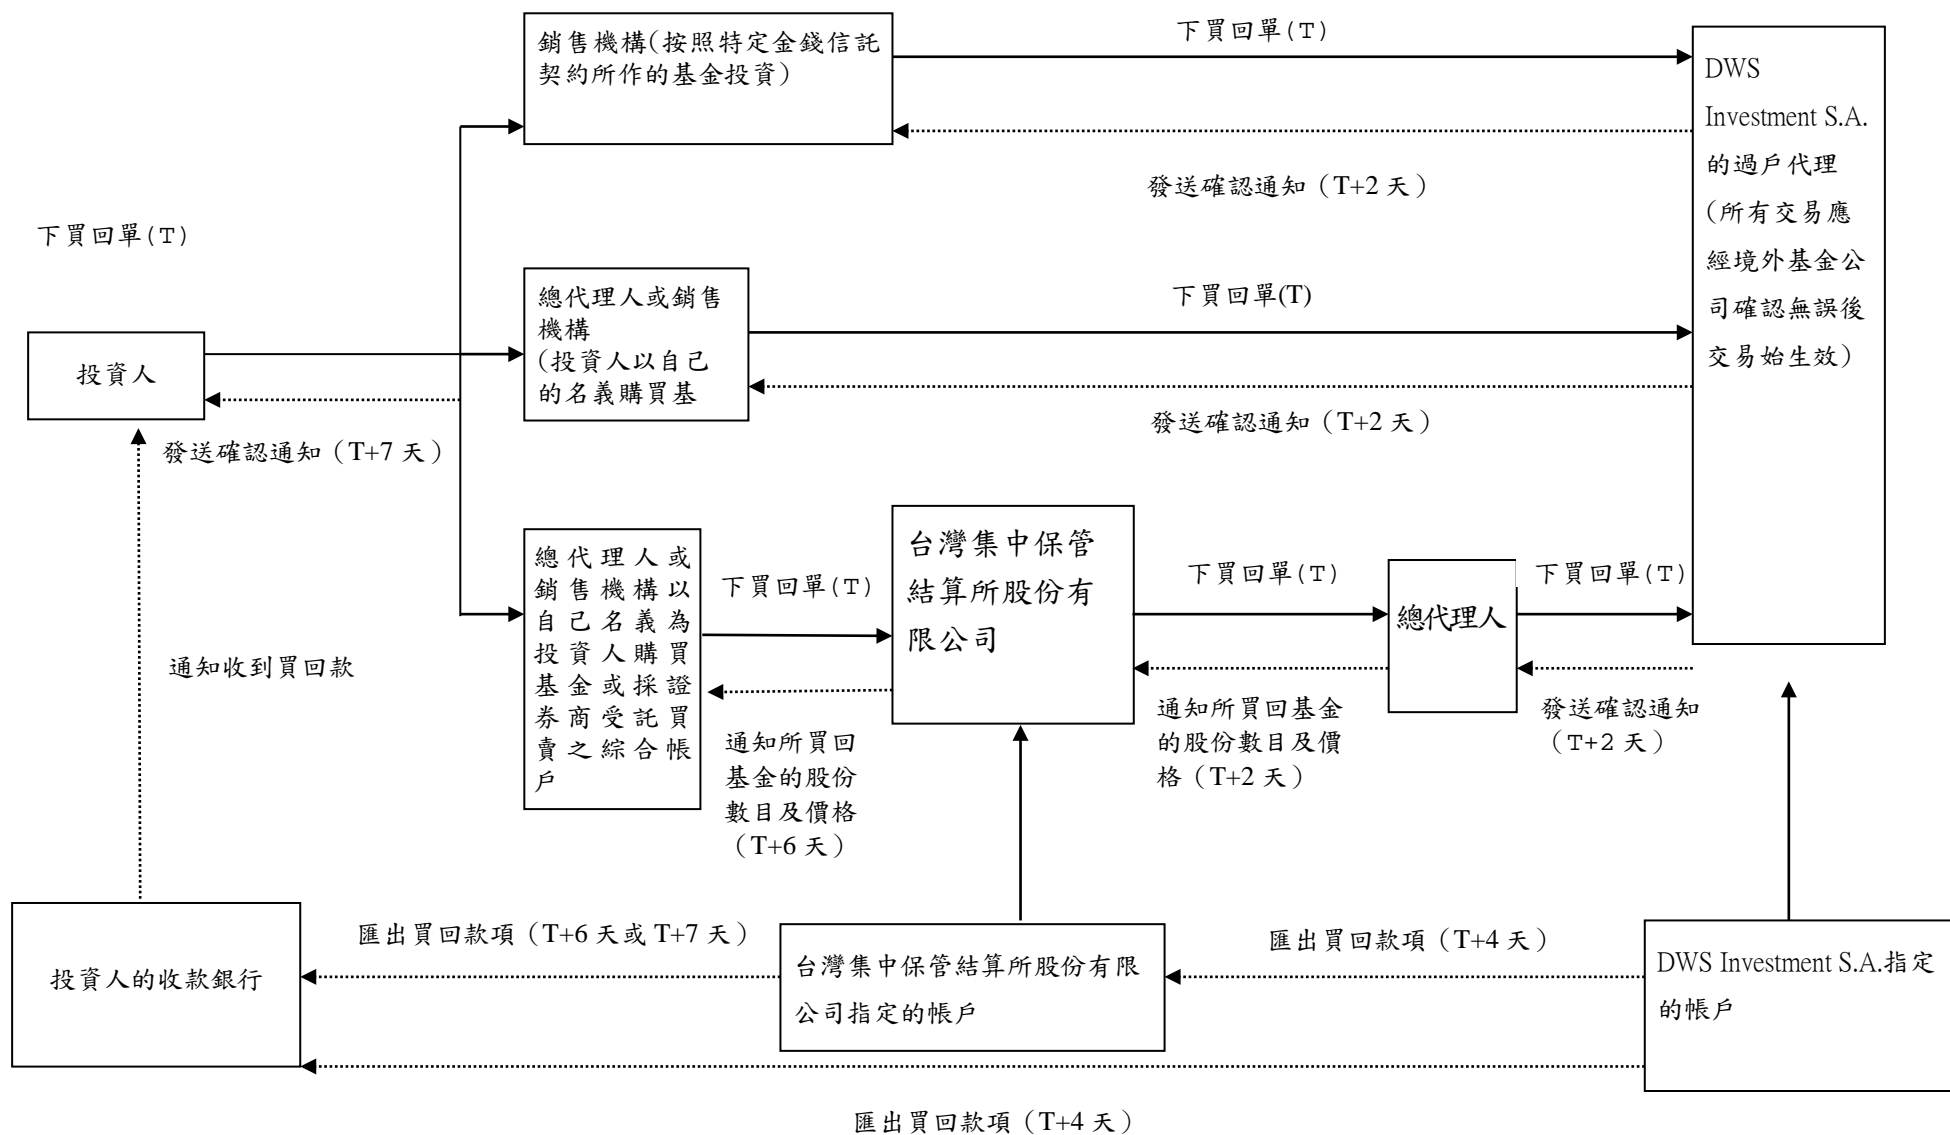 銷售機構(按照特定金錢信託
契約所作的基金投資)
下買回單(T)
DWS
Investment S.A.
的過戶代理
(所有交易應
經境外基金公
司確認無誤後
交易始生效)
發送確認通知（T+2 天）
下買回單(T)
總代理人或銷售
機構
(投資人以自己
的名義購買基
下買回單(T)
投資人
發送確認通知（T+2 天）
發送確認通知（T+7 天）
總代理人或
銷售機構以
自己名義為
投資人購買
基金或採證
券商受託買
賣之綜合帳
戶
下買回單(T)
台灣集中保管
結算所股份有
限公司
下買回單(T)
總代理人
下買回單(T)
通知收到買回款
通知所買回
基金的股份
數目及價格
（T+6 天）
通知所買回基金
的股份數目及價
格（T+2 天）
發送確認通知
（T+2 天）
投資人的收款銀行
匯出買回款項（T+6 天或 T+7 天）
台灣集中保管結算所股份有限
公司指定的帳戶
匯出買回款項（T+4 天）
DWS Investment S.A.指定
的帳戶
匯出買回款項（T+4 天）